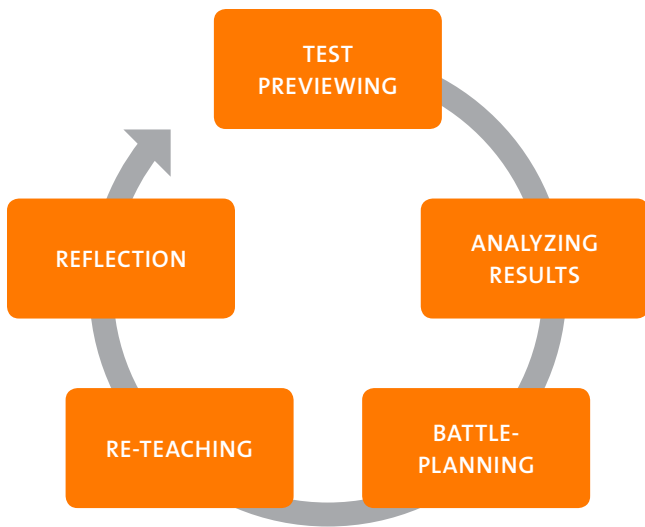 TEST
PREVIEWING
ANALYZING
RESULTS
BATTLE-
PLANNING
RE-TEACHING
REFLECTION